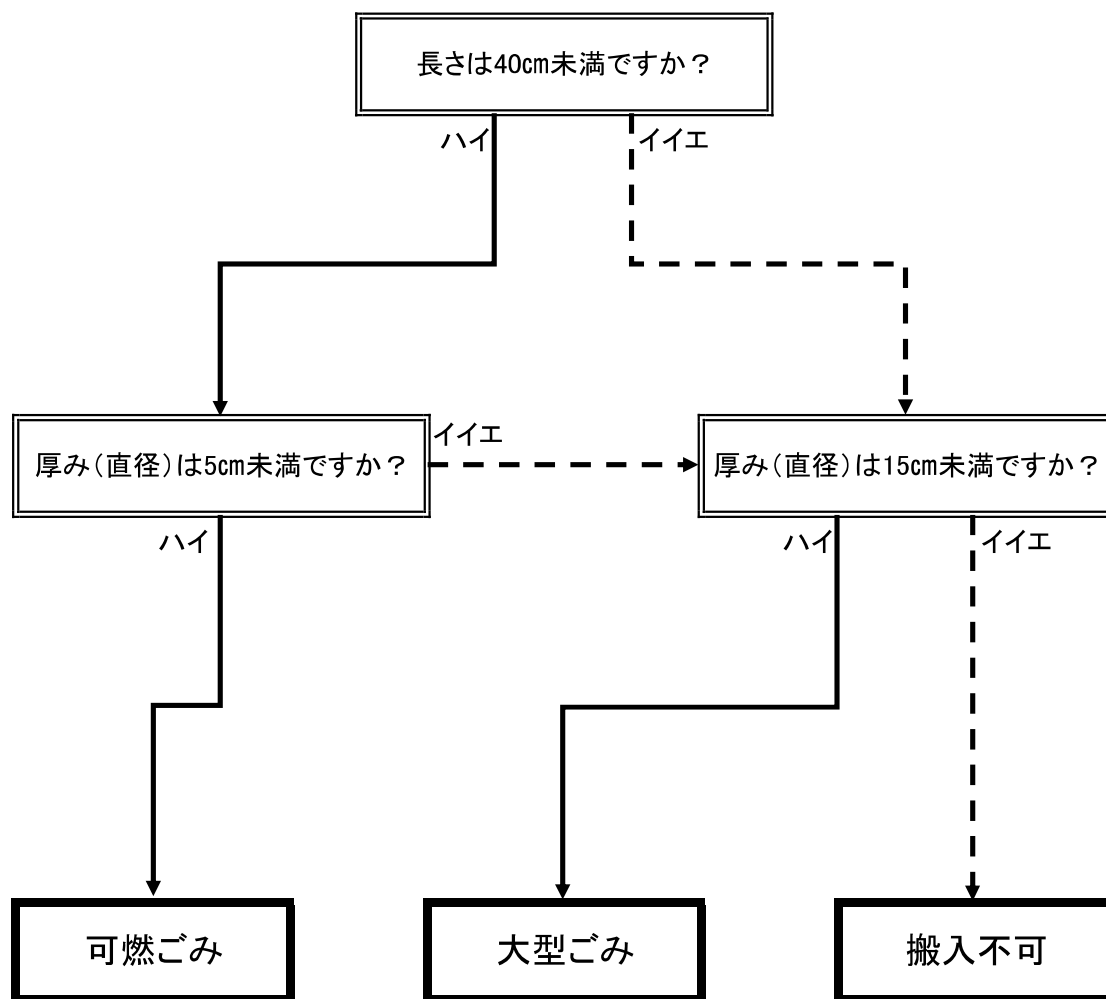 長さは40cm未満ですか？
ハイ
イイエ
厚み（直径）は5cm未満ですか？
イイエ
厚み（直径）は15cm未満ですか？
ハイ
ハイ
イイエ
可燃ごみ
大型ごみ
搬入不可